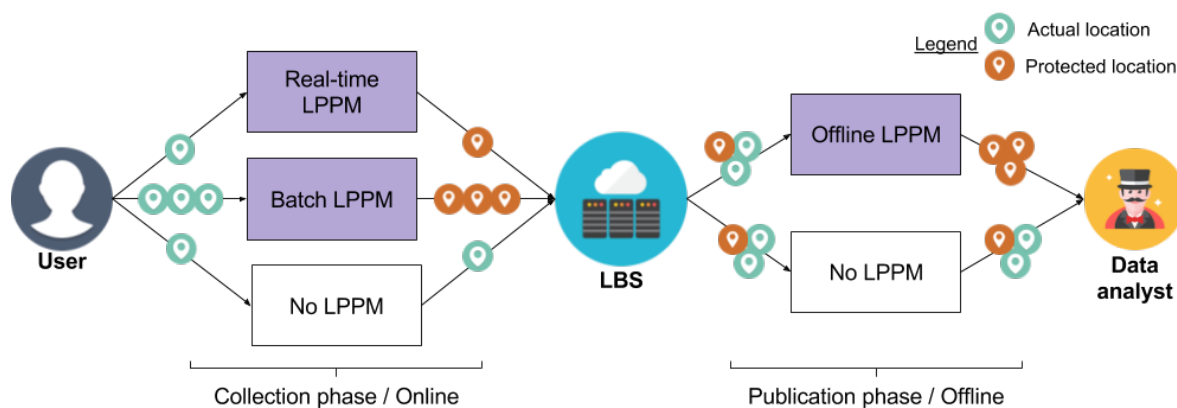 Legend
Actual location
Protected location
Real-time
LPPM
Batch LPPM
No LPPM
User
LBS
Offline LPPM
No LPPM
Data
analyst
Collection phase / Online
Publication phase / Offline